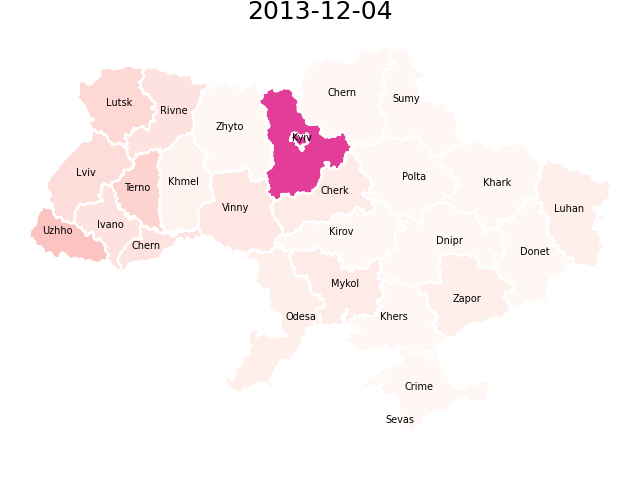 2013-12-04
Chern
Sumy
Lutsk
Rivne
Zhyto
Kyiv
Lviv
Terno
Khmel
Cherk
Polta
Khark
Uzhho
Ivano
Chern
Vinny
Kirov
Dnipr
Donet
Luhan
Mykol
Zapor
Odesa
Khers
Crime
Sevas